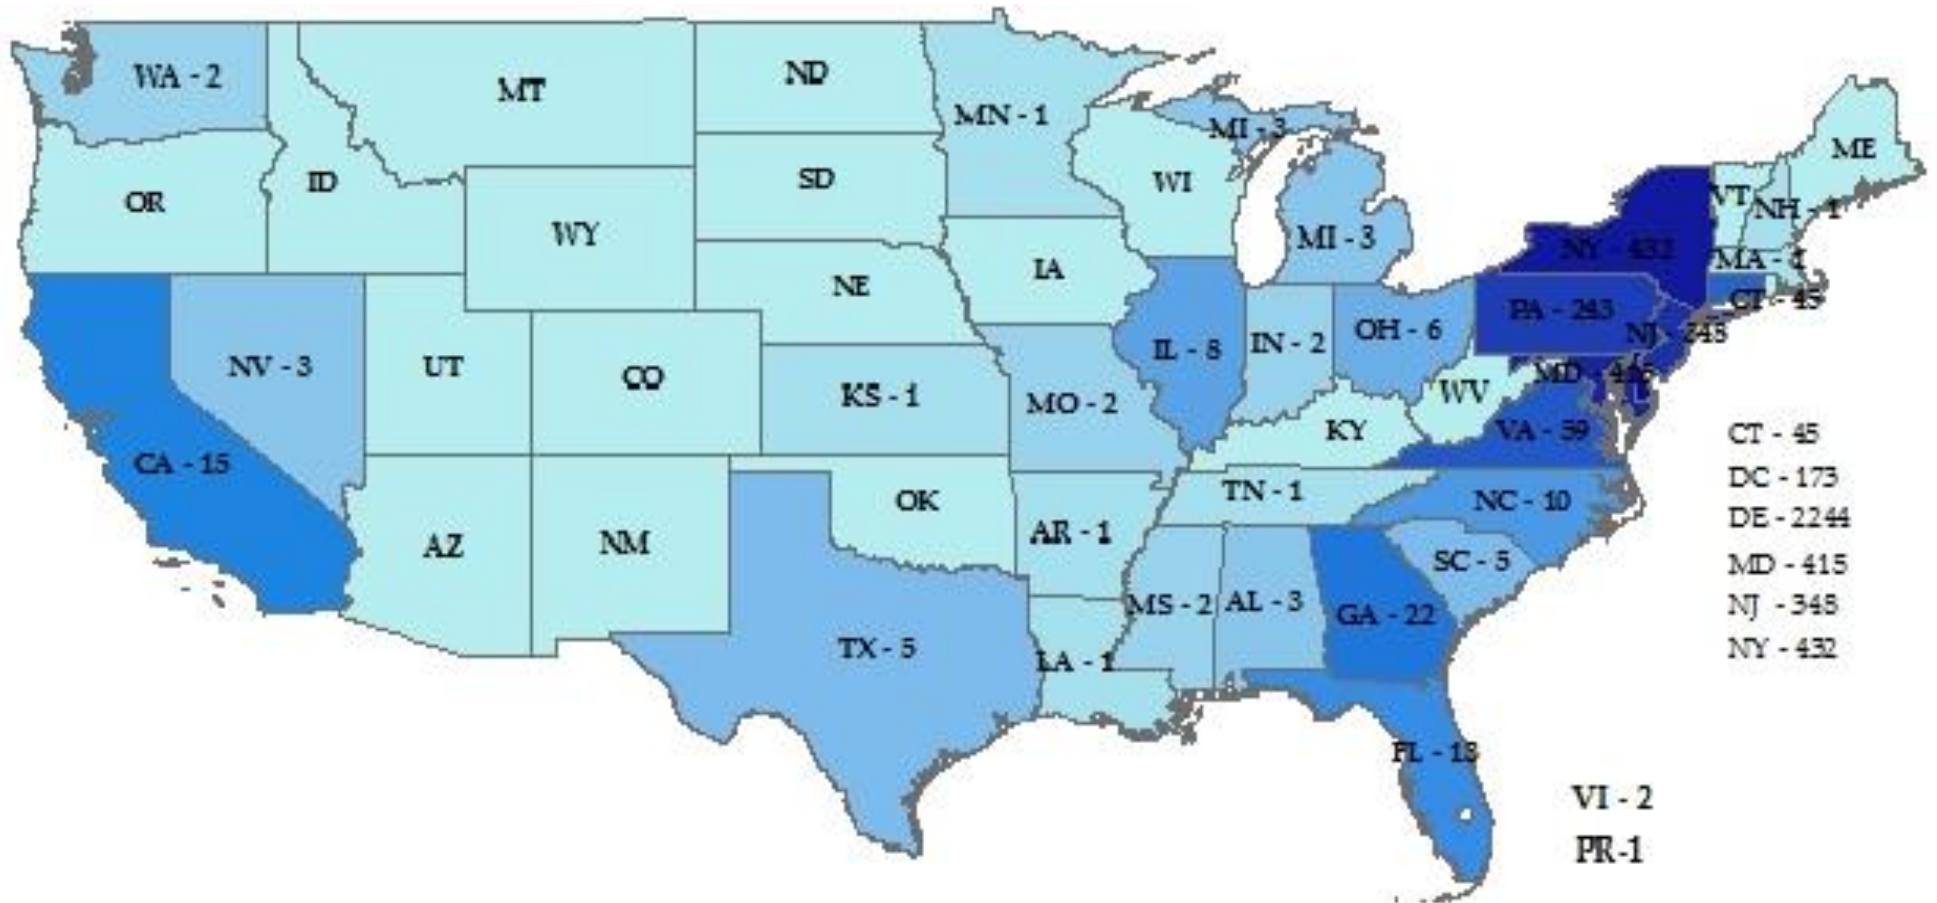 WA - 2
MT
ND
MN - 1
MI - 3
ME
OR
ID
SD
WI
VT
NH - 1
WY
MI - 3
NY - 432
MA - 1
IA
NE
CT - 45
PA - 243
NJ - 348
NV - 3
UT
CO
KS - 1
MO - 2
IL - 8
IN - 2
OH - 6
WV
MD - 415
KY
VA - 59
CA - 15
AZ
NM
OK
AR - 1
TN - 1
NC - 10
SC - 5
TX - 5
LA - 1
MS - 2
AL - 3
GA - 22
FL - 13
CT - 45
DC - 173
DE - 2244
MD - 415
NJ - 348
NY - 432
VI - 2
PR-1